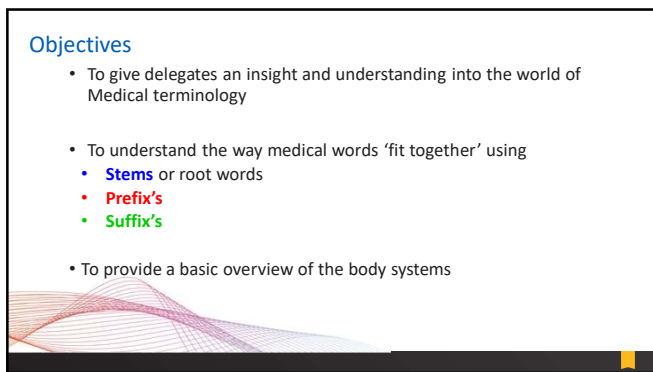 Objectives
• To give delegates an insight and understanding into the world of
Medical terminology
• To understand the way medical words ‘fit together’ using
• Stems or root words
• Prefix’s
• Suffix’s
• To provide a basic overview of the body systems